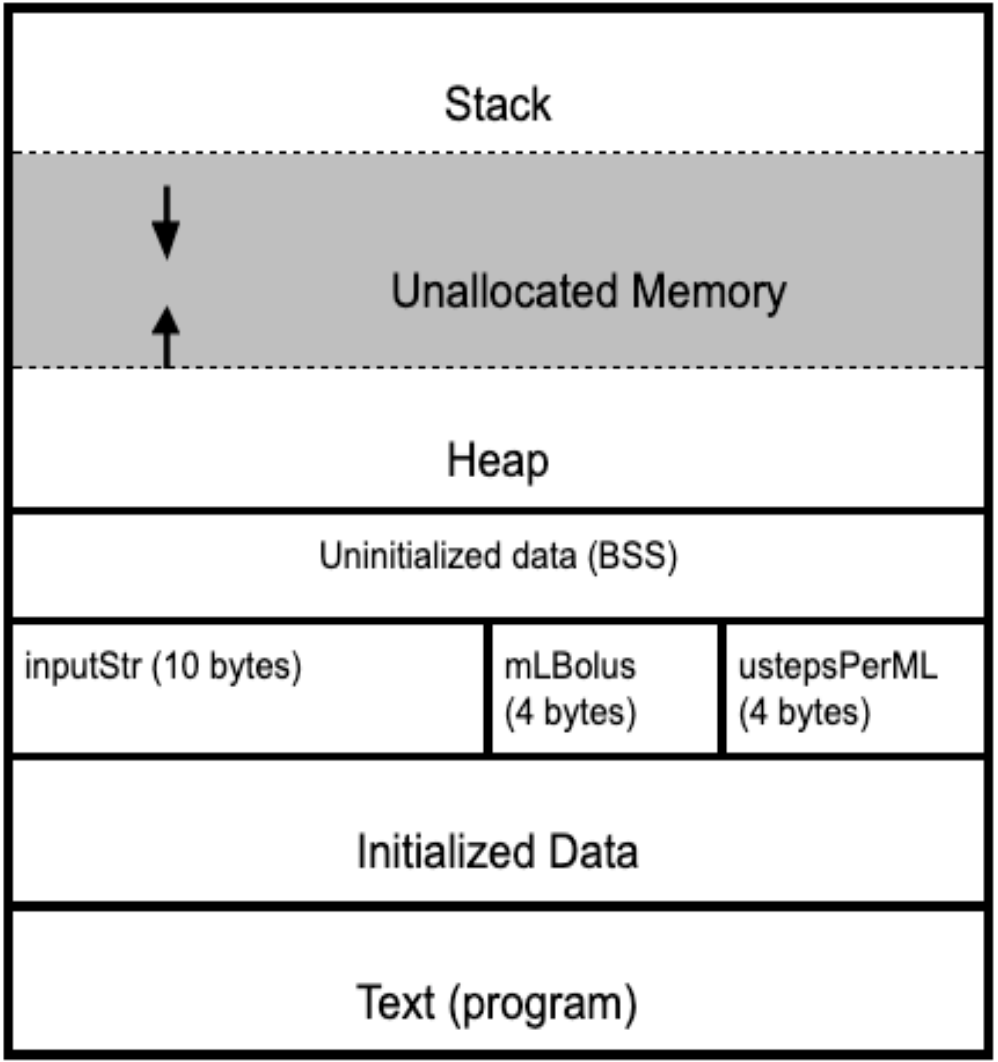 Stack
Unallocated Memory
Heap
Uninitialized data (BSS)
inputStr (10 bytes)
mLBolus
(4 bytes)
ustepsPerML
(4 bytes)
Initialized Data
Text (program)